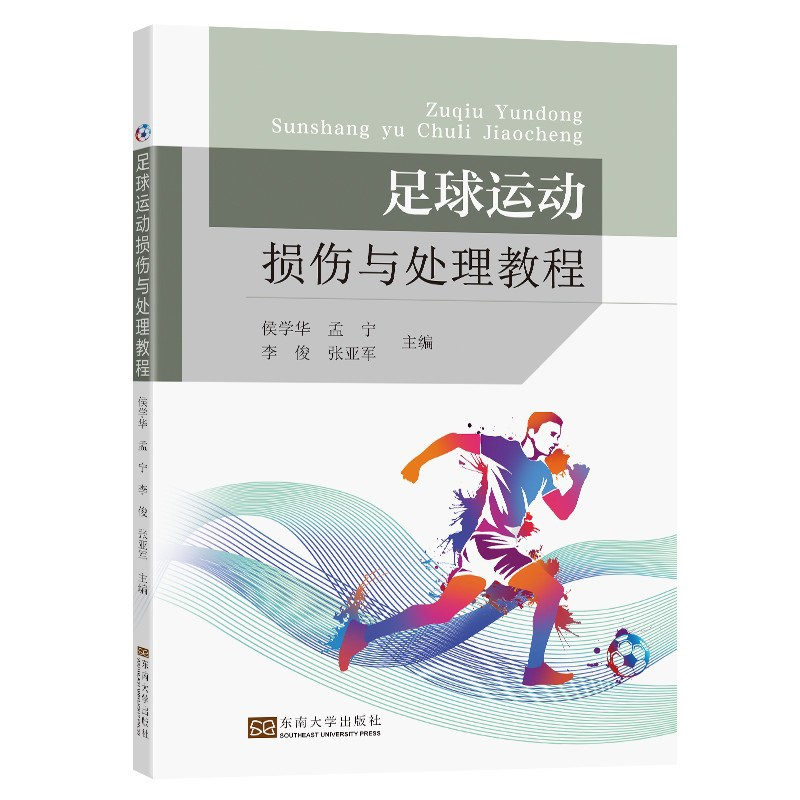 Zuqiu Yundong
Sunshang yu Chuli Jiaocheng
足球运动
损伤与处理教程
侯学华 孟 宁
李 俊 张亚军 主编
东南大学出版社
SOUTHEAST UNIVERSITY PRESS
足球运动损伤与处理教程
侯学华 孟 宁 李 俊 张亚军 主编
东南大学出版社
SOUTHEAST UNIVERSITY PRESS